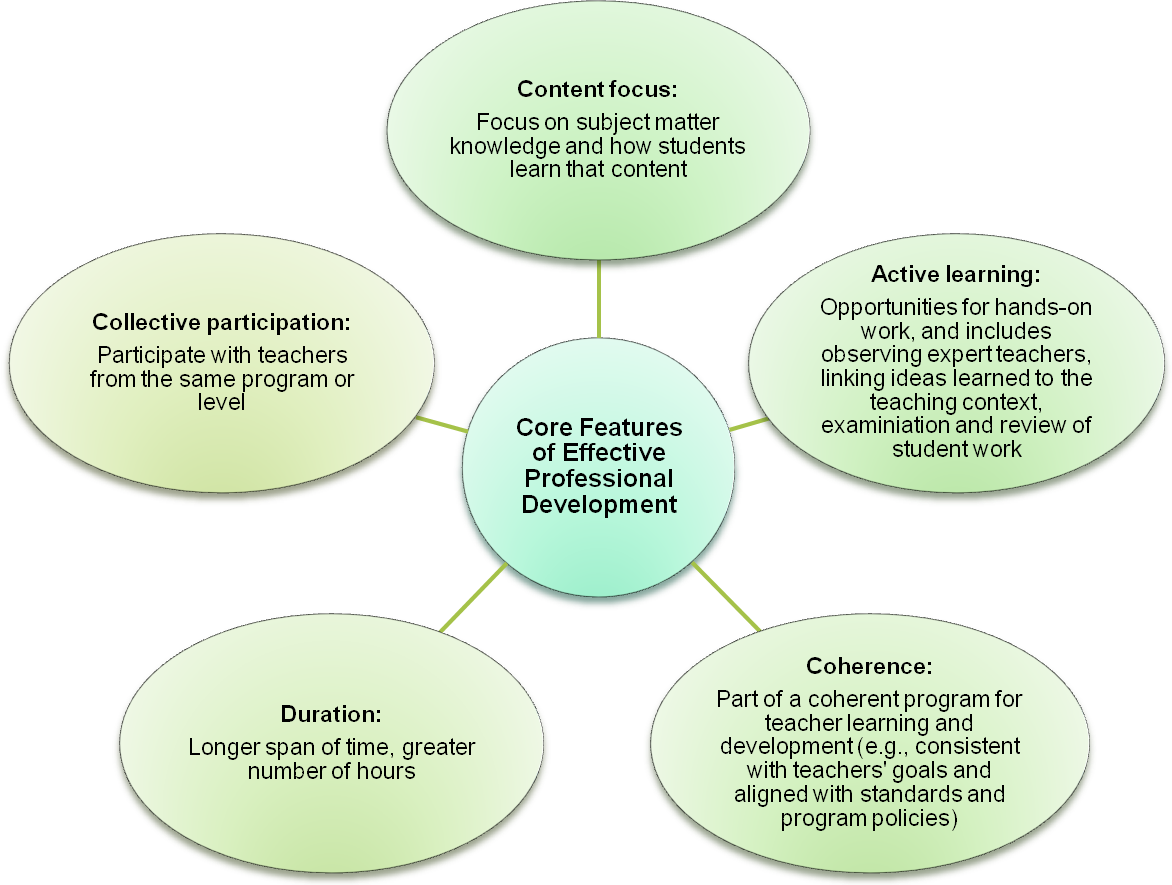 Content focus:
Focus on subject matter
knowledge and how students
learn that content
Active learning:
Opportunities for hands-on
work, and includes
observing expert teachers,
linking ideas learned to the
teaching context,
examiniation and review of
student work
Coherence:
Part of a coherent program for
teacher learning and
development (e.g., consistent
with teachers' goals and
aligned with standards and
program policies)
Duration:
Longer span of time, greater
number of hours
Collective participation:
Participate with teachers
from the same program or
level
Core Features
of Effective
Professional
Development